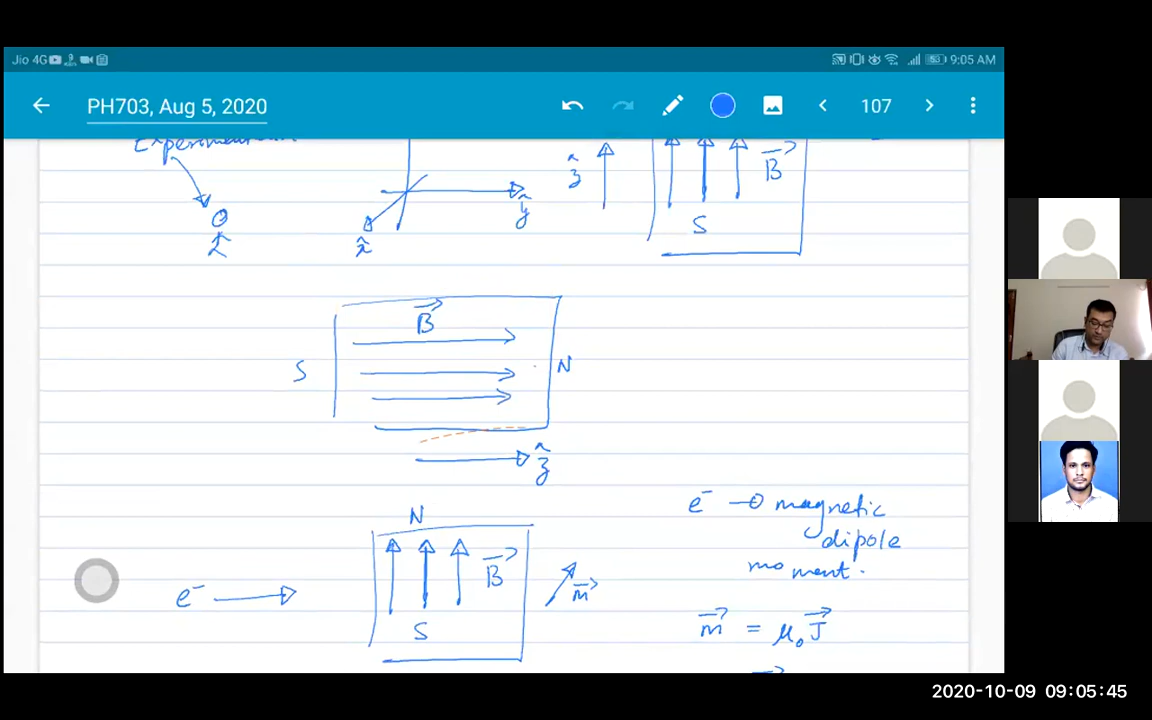 Jio 4G 9:05 AM
PH703, Aug 5, 2020 107
Experimental
ẑ B⃗
S
x̂ ŷ
B⃗
S N
ẑ
N e⁻ → magnetic
dipole
moment.
e⁻ B⃗ m⃗
S m⃗ = μ₀ J⃗
2020-10-09 09:05:45